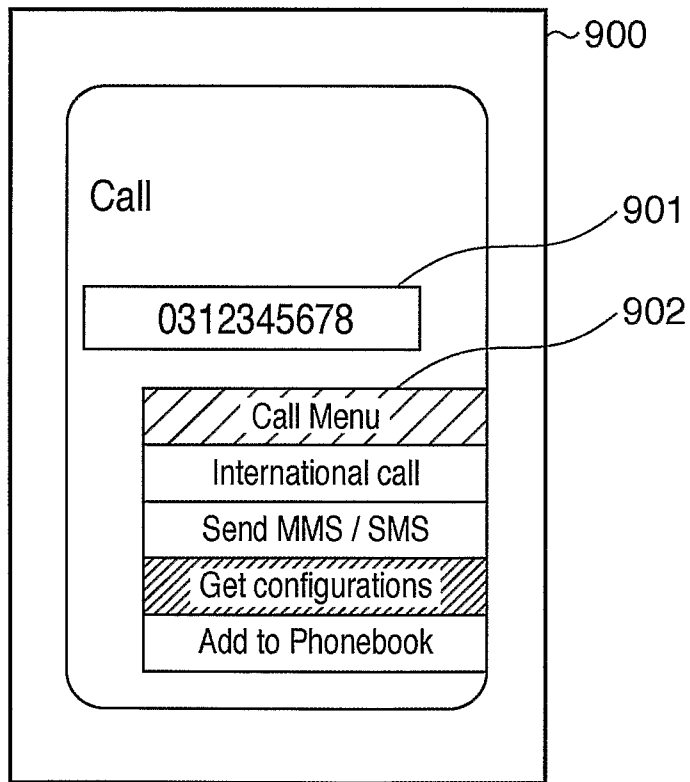 900
Call
901
0312345678
902
Call Menu
International call
Send MMS / SMS
Get configurations
Add to Phonebook